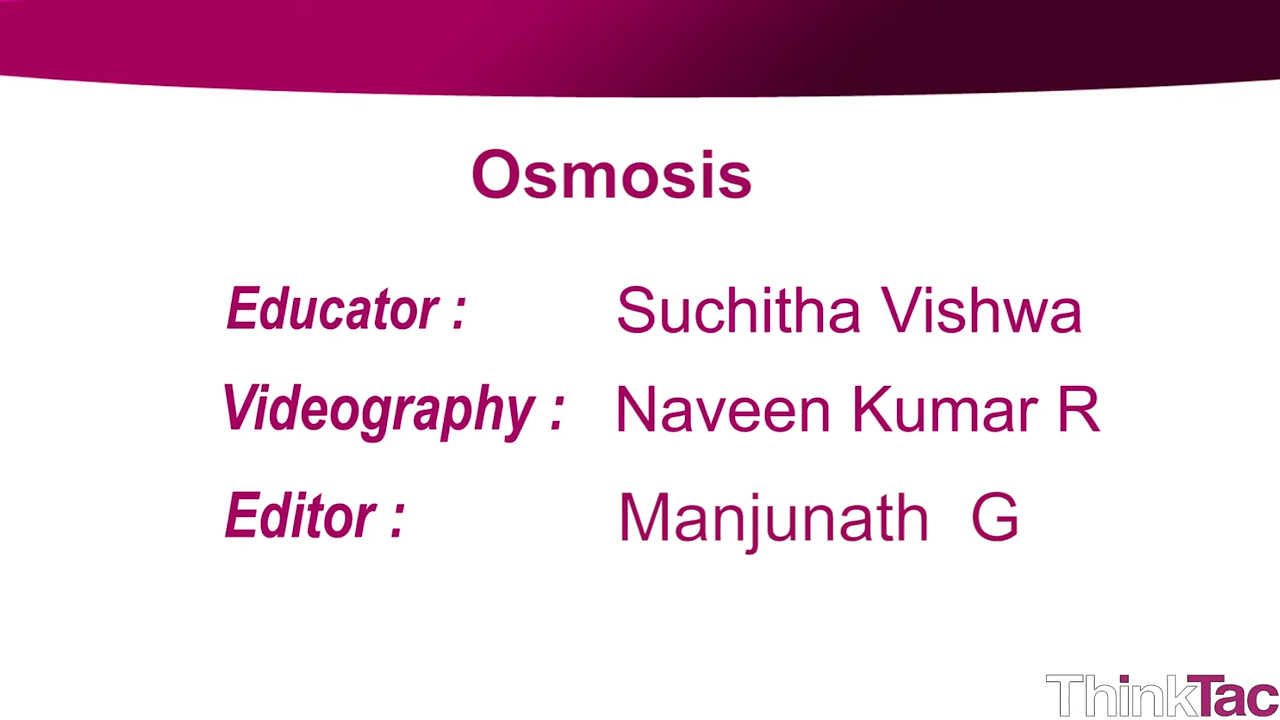 Osmosis
Educator : Suchitha Vishwa
Videography : Naveen Kumar R
Editor : Manjunath G
ThinkTac